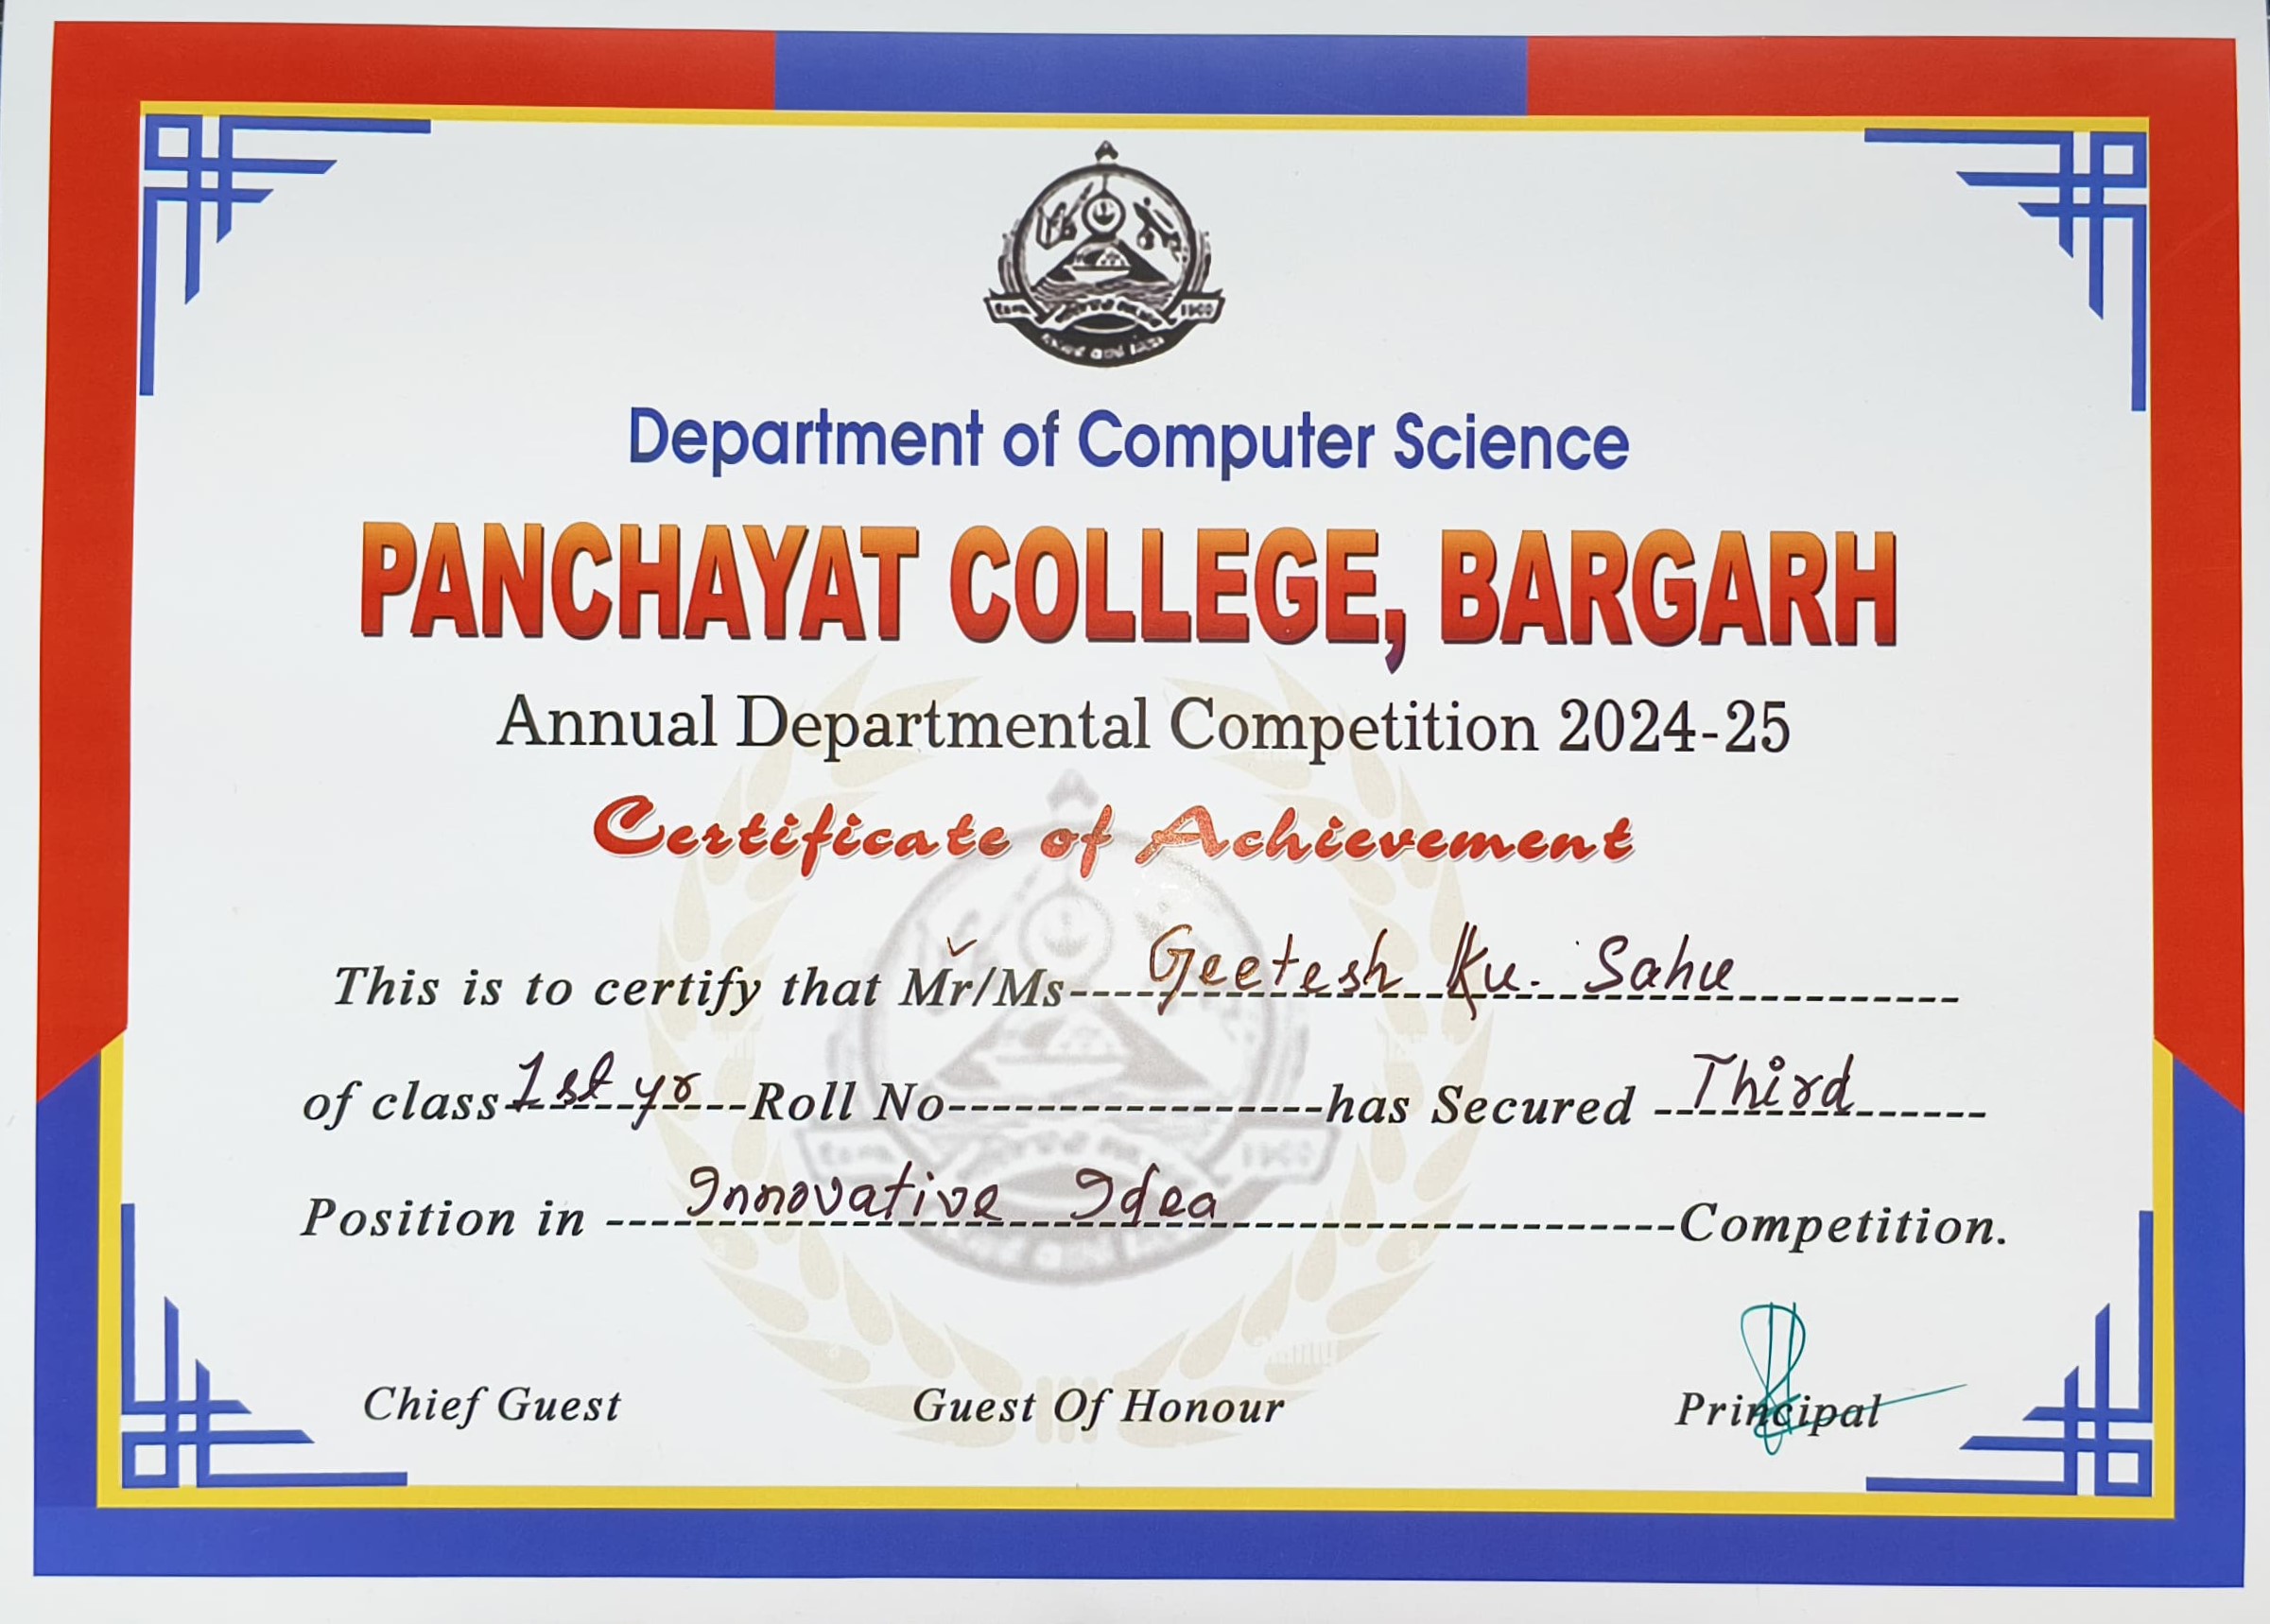 Department of Computer Science
PANCHAYAT COLLEGE, BARGARH
Annual Departmental Competition 2024-25
Certificate of Achievement
This is to certify that Mr/Ms Geetesh Ku. Sahu
of class 1st yr Roll No has Secured Third
Position in Innovative Idea Competition.
Chief Guest Guest Of Honour Principal